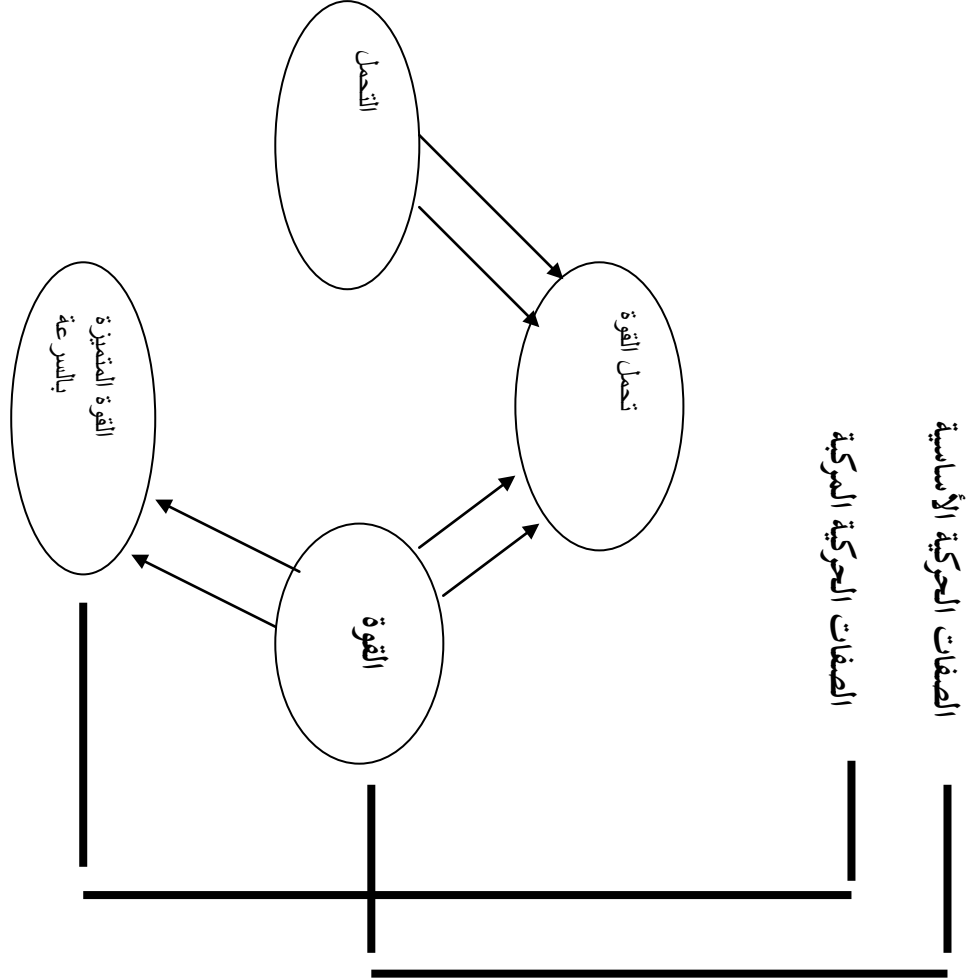 الصفات الحركية الأساسية
الصفات الحركية المركبة
تحمل القوة
التحمل
القوة
القوة المتميزة
بالسرعة